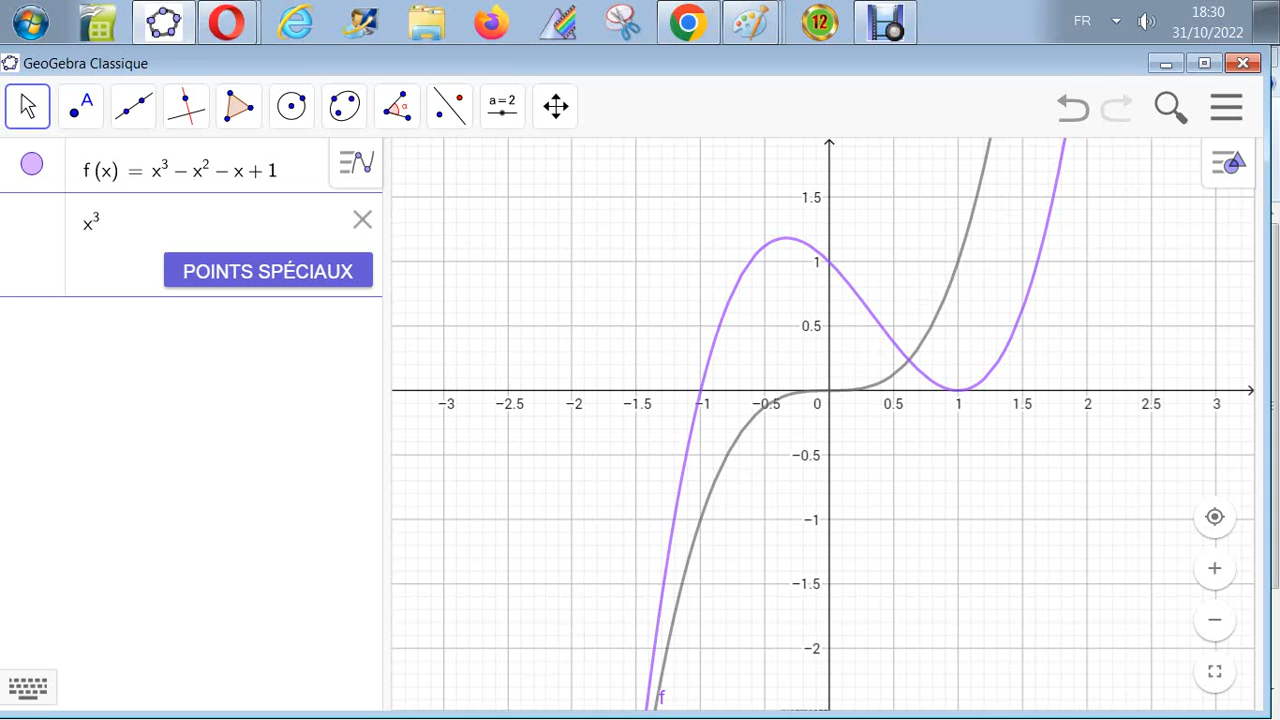 FR
18:30
31/10/2022
12
GeoGebra Classique
A
α
a=2
f (x) = x³ − x² − x + 1
x³
POINTS SPÉCIAUX
1.5
1
0.5
−3 −2.5 −2 −1.5 −1 −0.5 0 0.5 1 1.5 2 2.5 3
−0.5
−1
−1.5
−2
f